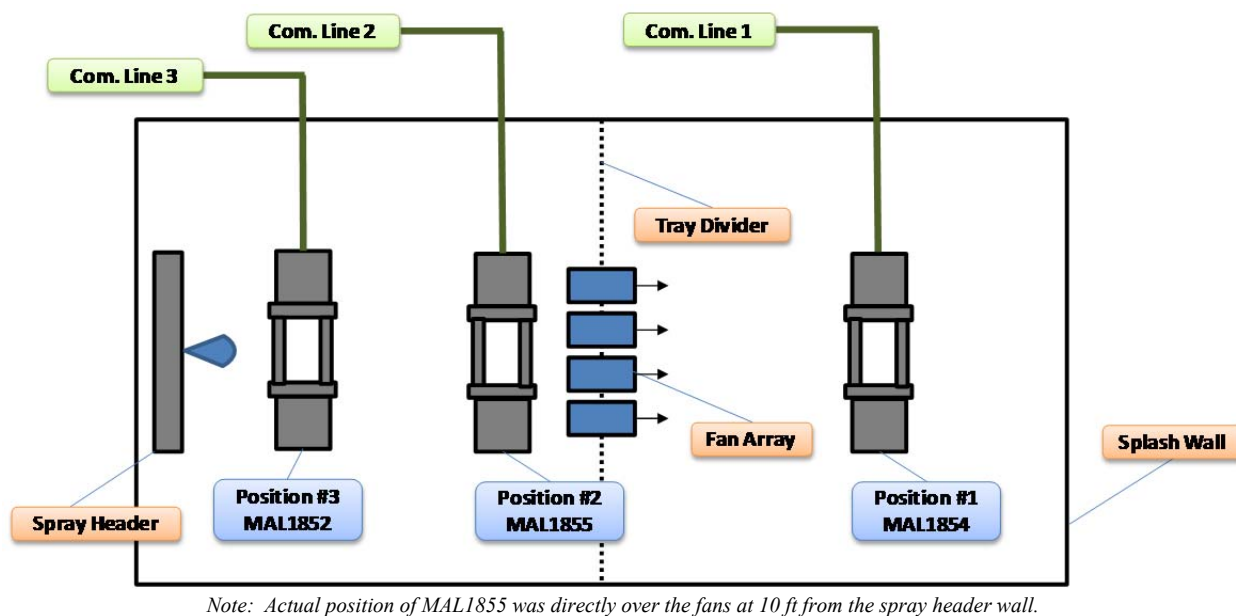 Com. Line 2
Com. Line 1
Com. Line 3
Tray Divider
Fan Array
Splash Wall
Spray Header
Position #3
MAL1852
Position #2
MAL1855
Position #1
MAL1854
Note: Actual position of MAL1855 was directly over the fans at 10 ft from the spray header wall.